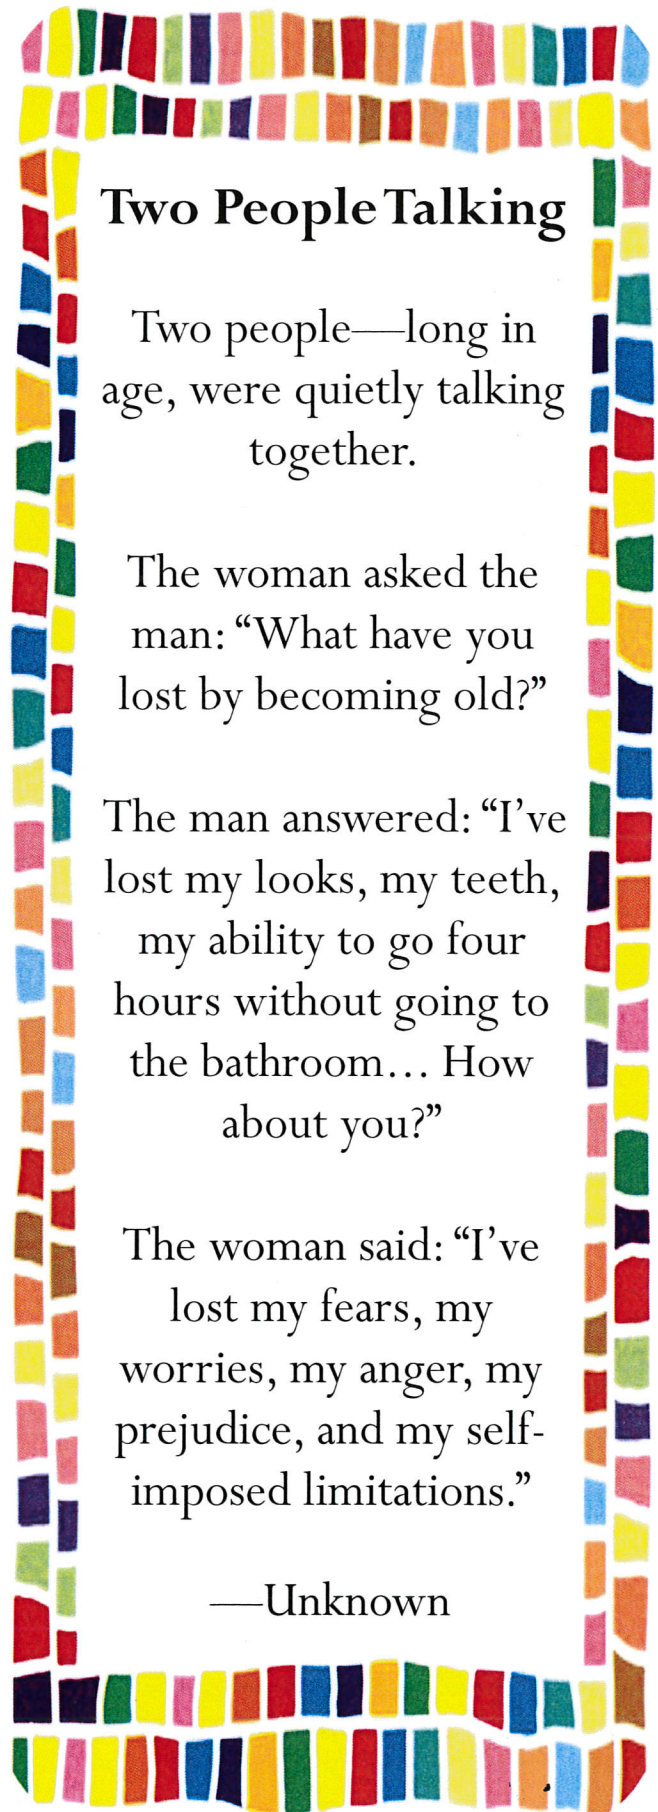 Two People Talking
Two people—long in
age, were quietly talking
together.
The woman asked the
man: “What have you
lost by becoming old?”
The man answered: “I’ve
lost my looks, my teeth,
my ability to go four
hours without going to
the bathroom… How
about you?”
The woman said: “I’ve
lost my fears, my
worries, my anger, my
prejudice, and my self-
imposed limitations.”
—Unknown